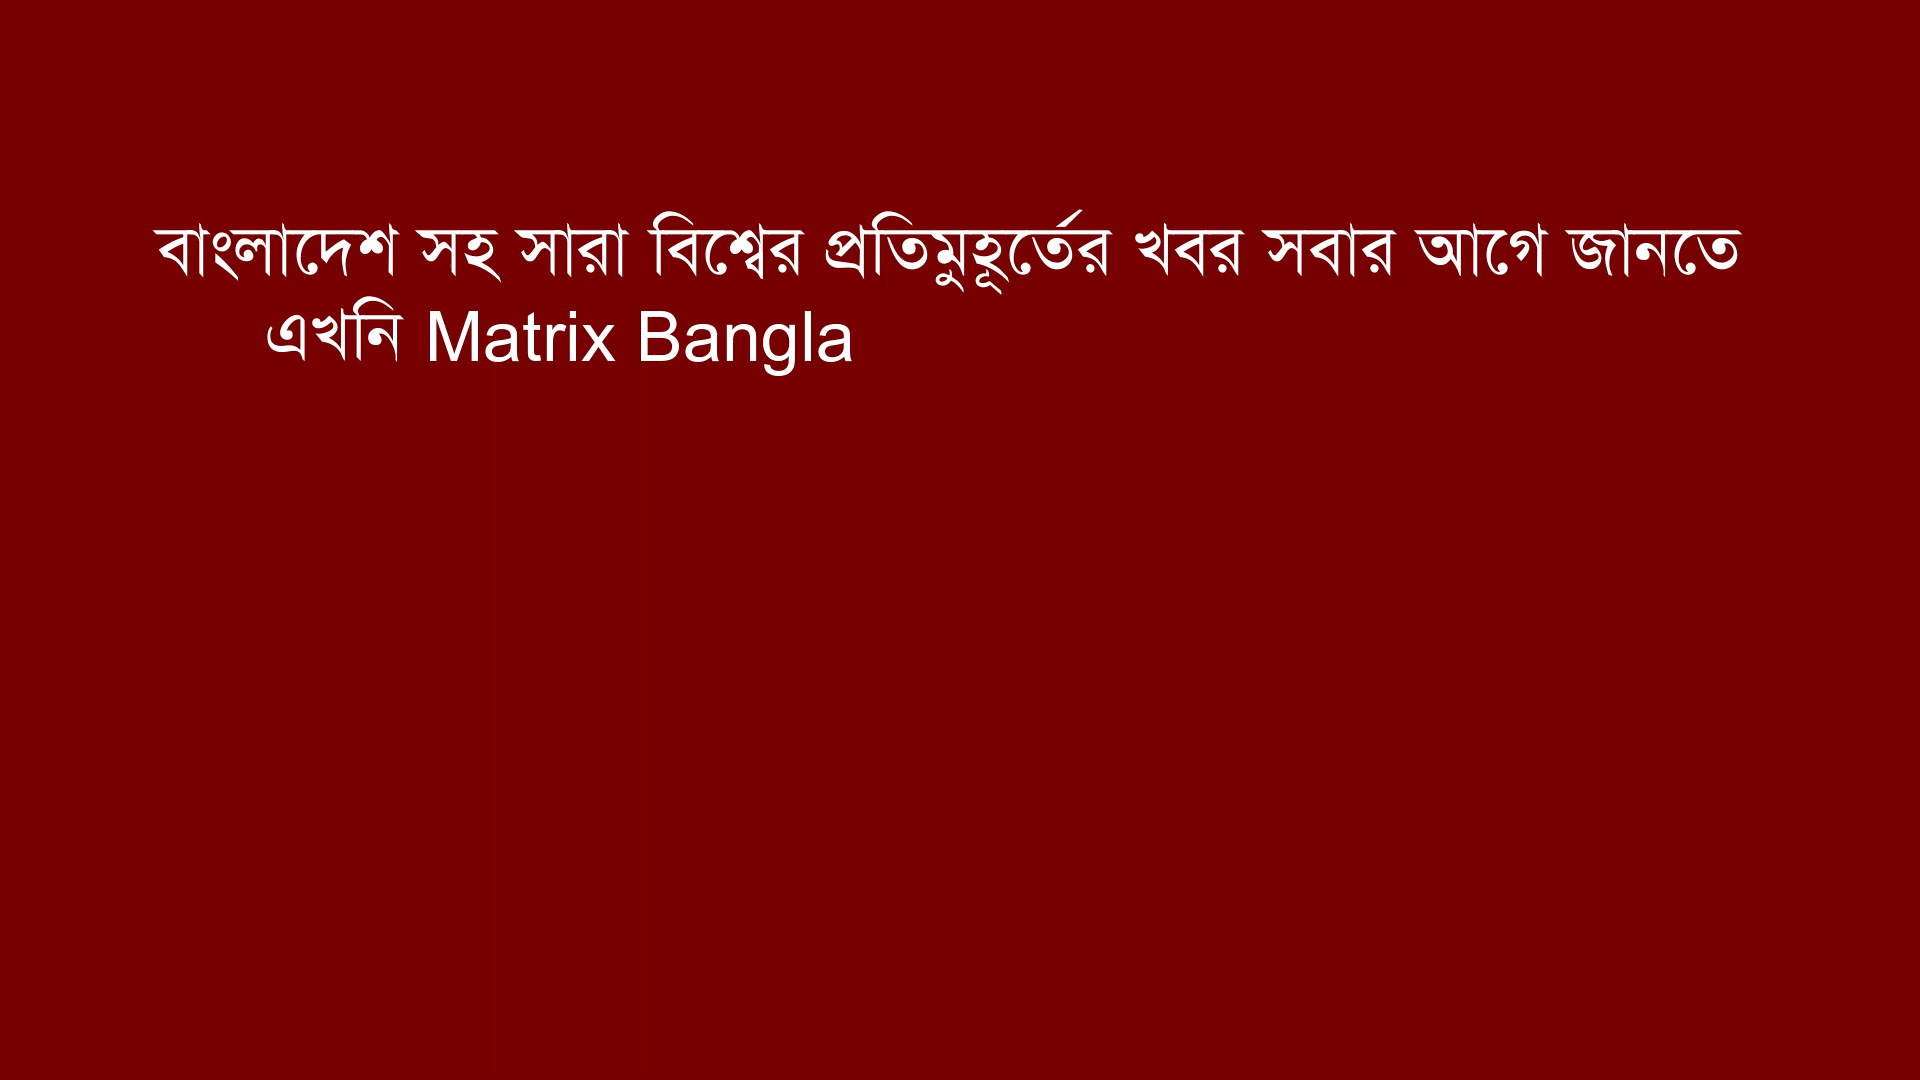 বাংলাদেশ সহ সারা বিশ্বের প্রতিমুহূর্তের খবর সবার আগে জানতে
এখনি Matrix Bangla